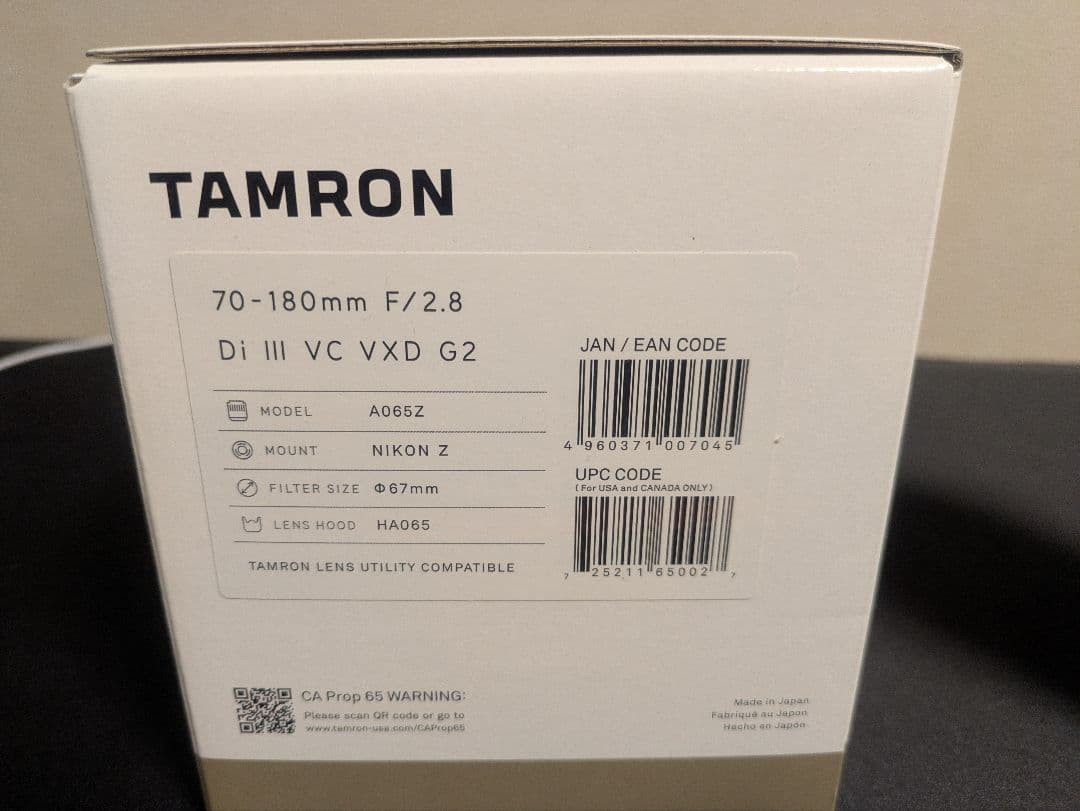 TAMRON
70-180mm F/2.8
Di III VC VXD G2
MODEL A065Z
MOUNT NIKON Z
FILTER SIZE Φ67mm
LENS HOOD HA065
TAMRON LENS UTILITY COMPATIBLE
JAN / EAN CODE
4 960371 007045
UPC CODE
(For USA and CANADA ONLY)
7 25211 65002 7
CA Prop 65 WARNING:
Please scan QR code or go to
www.tamron-usa.com/CAProp65
Made in Japan
Fabriqué au Japon
Hecho en Japón